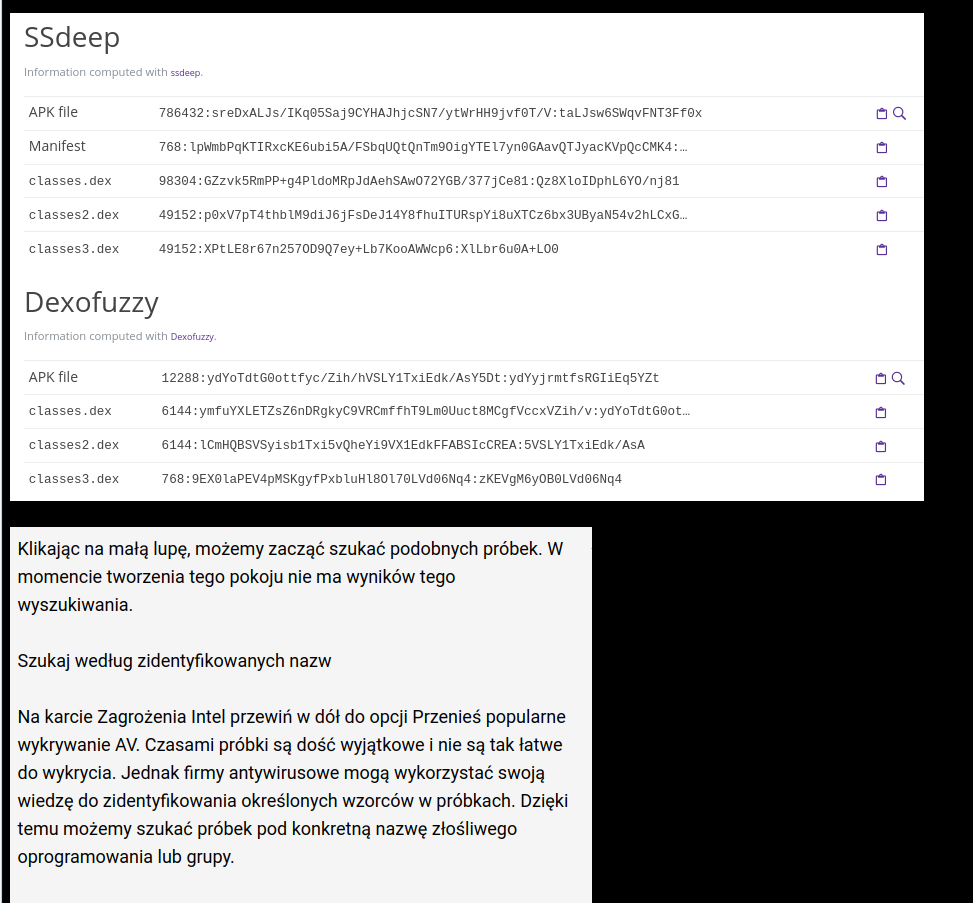 SSdeep
Information computed with ssdeep.
APK file 786432:sreDxALJs/IKq05Saj9CYHAJhjcSN7/ytWrHH9jvf0T/V:taLJsw6SWqvFNT3Ff0x
Manifest 768:lpWmbPqKTIRxcKE6ubi5A/FSbqUQtQnTm9OigYTEl7yn0GAavQTJyacKVpQcCMK4:…
classes.dex 98304:GZzvk5RmPP+g4PldoMRpJdAehSAwO72YGB/377jCe81:Qz8XloIDphL6YO/nj81
classes2.dex 49152:p0xV7pT4thblM9diJ6jFsDeJ14Y8fhuITURspYi8uXTCz6bx3UByaN54v2hLCxG…
classes3.dex 49152:XPtLE8r67n257OD9Q7ey+Lb7KooAWWcp6:XlLbr6u0A+LO0
Dexofuzzy
Information computed with Dexofuzzy.
APK file 12288:ydYoTdtG0ottfyc/Zih/hVSLY1TxiEdk/AsY5Dt:ydYyjrmtfsRGIiEq5YZt
classes.dex 6144:ymfuYXLETZsZ6nDRgkyC9VRCmffhT9Lm0Uuct8MCgfVccxVZih/v:ydYoTdtG0ot…
classes2.dex 6144:lCmHQBSVSyisb1Txi5vQheYi9VX1EdkFFABSIcCREA:5VSLY1TxiEdk/AsA
classes3.dex 768:9EX0laPEV4pMSKgyfPxbluHl8Ol70LVd06Nq4:zKEVgM6yOB0LVd06Nq4
Klikając na małą lupę, możemy zacząć szukać podobnych próbek. W
momencie tworzenia tego pokoju nie ma wyników tego
wyszukiwania.
Szukaj według zidentyfikowanych nazw
Na karcie Zagrożenia Intel przewiń w dół do opcji Przenieś popularne
wykrywanie AV. Czasami próbki są dość wyjątkowe i nie są tak łatwe
do wykrycia. Jednak firmy antywirusowe mogą wykorzystać swoją
wiedzę do zidentyfikowania określonych wzorców w próbkach. Dzięki
temu możemy szukać próbek pod konkretną nazwę złośliwego
oprogramowania lub grupy.